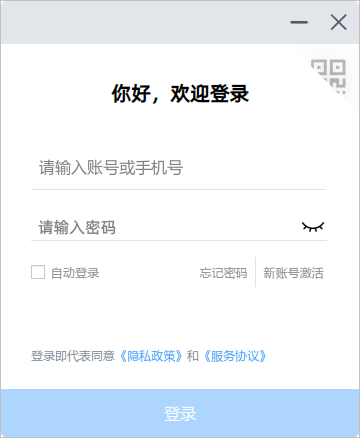 你好，欢迎登录
请输入账号或手机号
请输入密码
自动登录 忘记密码 新账号激活
登录即代表同意《隐私政策》和《服务协议》
登录